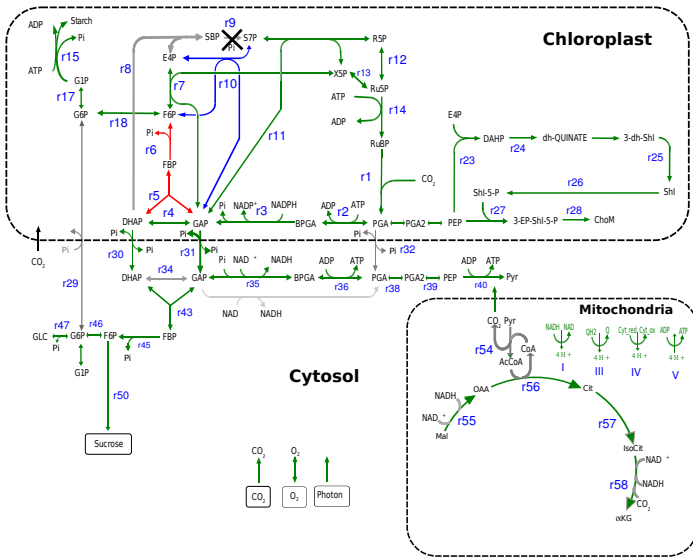 Chloroplast
ADP
Starch
Pi
r15
ATP
G1P
r17
G6P
r18
F6P
r8
SBP
r9
Pi
S7P
E4P
r7
r10
Pi
r6
FBP
r5
r4
r11
R5P
r12
X5P
r13
RuSP
ATP
r14
ADP
RuBP
r1
CO2
E4P
r23
DAHP
r24
dh-QUINATE
3-dh-ShI
r25
ShI
r26
ShI-5-P
r27
3-EP-ShI-5-P
r28
ChoM
DHAP
GAP
Pi
NADP+
NADPH
r3
BPGA
ADP
ATP
r2
PGA
PGA2
PEP
CO2
Pi
r29
Pi
Pi
r30
Pi
r31
Pi
Pi
r32
DHAP
r34
GAP
Pi
NAD +
NADH
r35
BPGA
ADP
ATP
r36
PGA
r38
PGA2
r39
PEP
ADP
ATP
r40
Pyr
NAD
NADH
r43
GLC
r47
Pi
G6P
r46
F6P
Pi
r45
FBP
G1P
r50
Sucrose
Cytosol
CO2
O2
CO2
O2
Photon
Mitochondria
CO2
Pyr
r54
CoA
AcCoA
r56
OAA
Cit
NADH
r55
NAD +
Mal
r57
IsoCit
NAD +
r58
NADH
CO2
αKG
NADH
NAD
4 H +
I
QH2
Q
4 H +
III
Cyt_red
Cyt_ox
4 H +
IV
ADP
ATP
4 H +
V